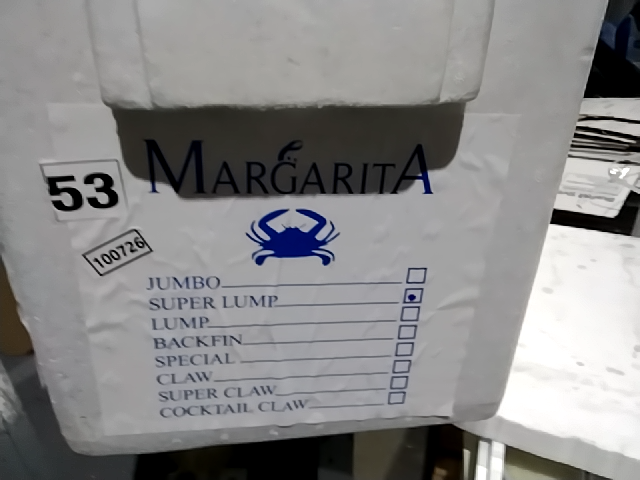 MARGARITA
53
100726
JUMBO
SUPER LUMP
LUMP
BACKFIN
SPECIAL
CLAW
SUPER CLAW
COCKTAIL CLAW